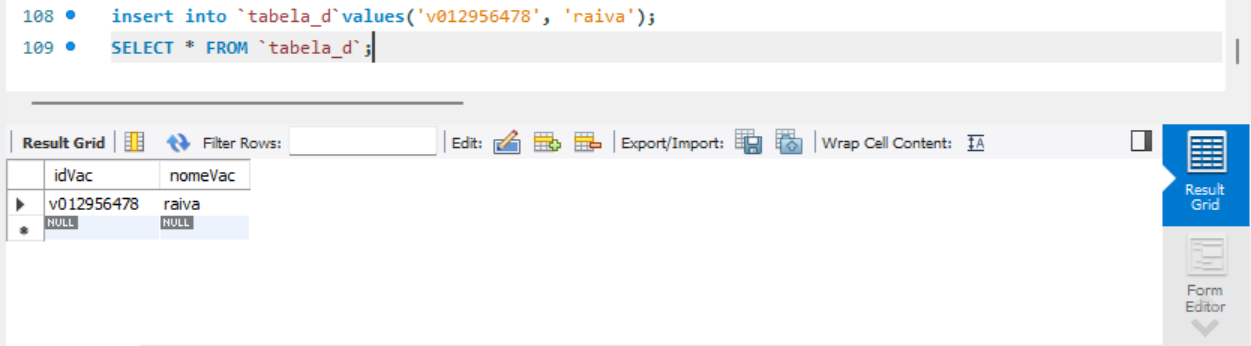 108 insert into `tabela_d`values('v012956478', 'raiva');
109 SELECT * FROM `tabela_d`;
Result Grid Filter Rows: Edit: Export/Import: Wrap Cell Content: IA
idVac nomeVac
v012956478 raiva
NULL NULL
Result
Grid
Form
Editor